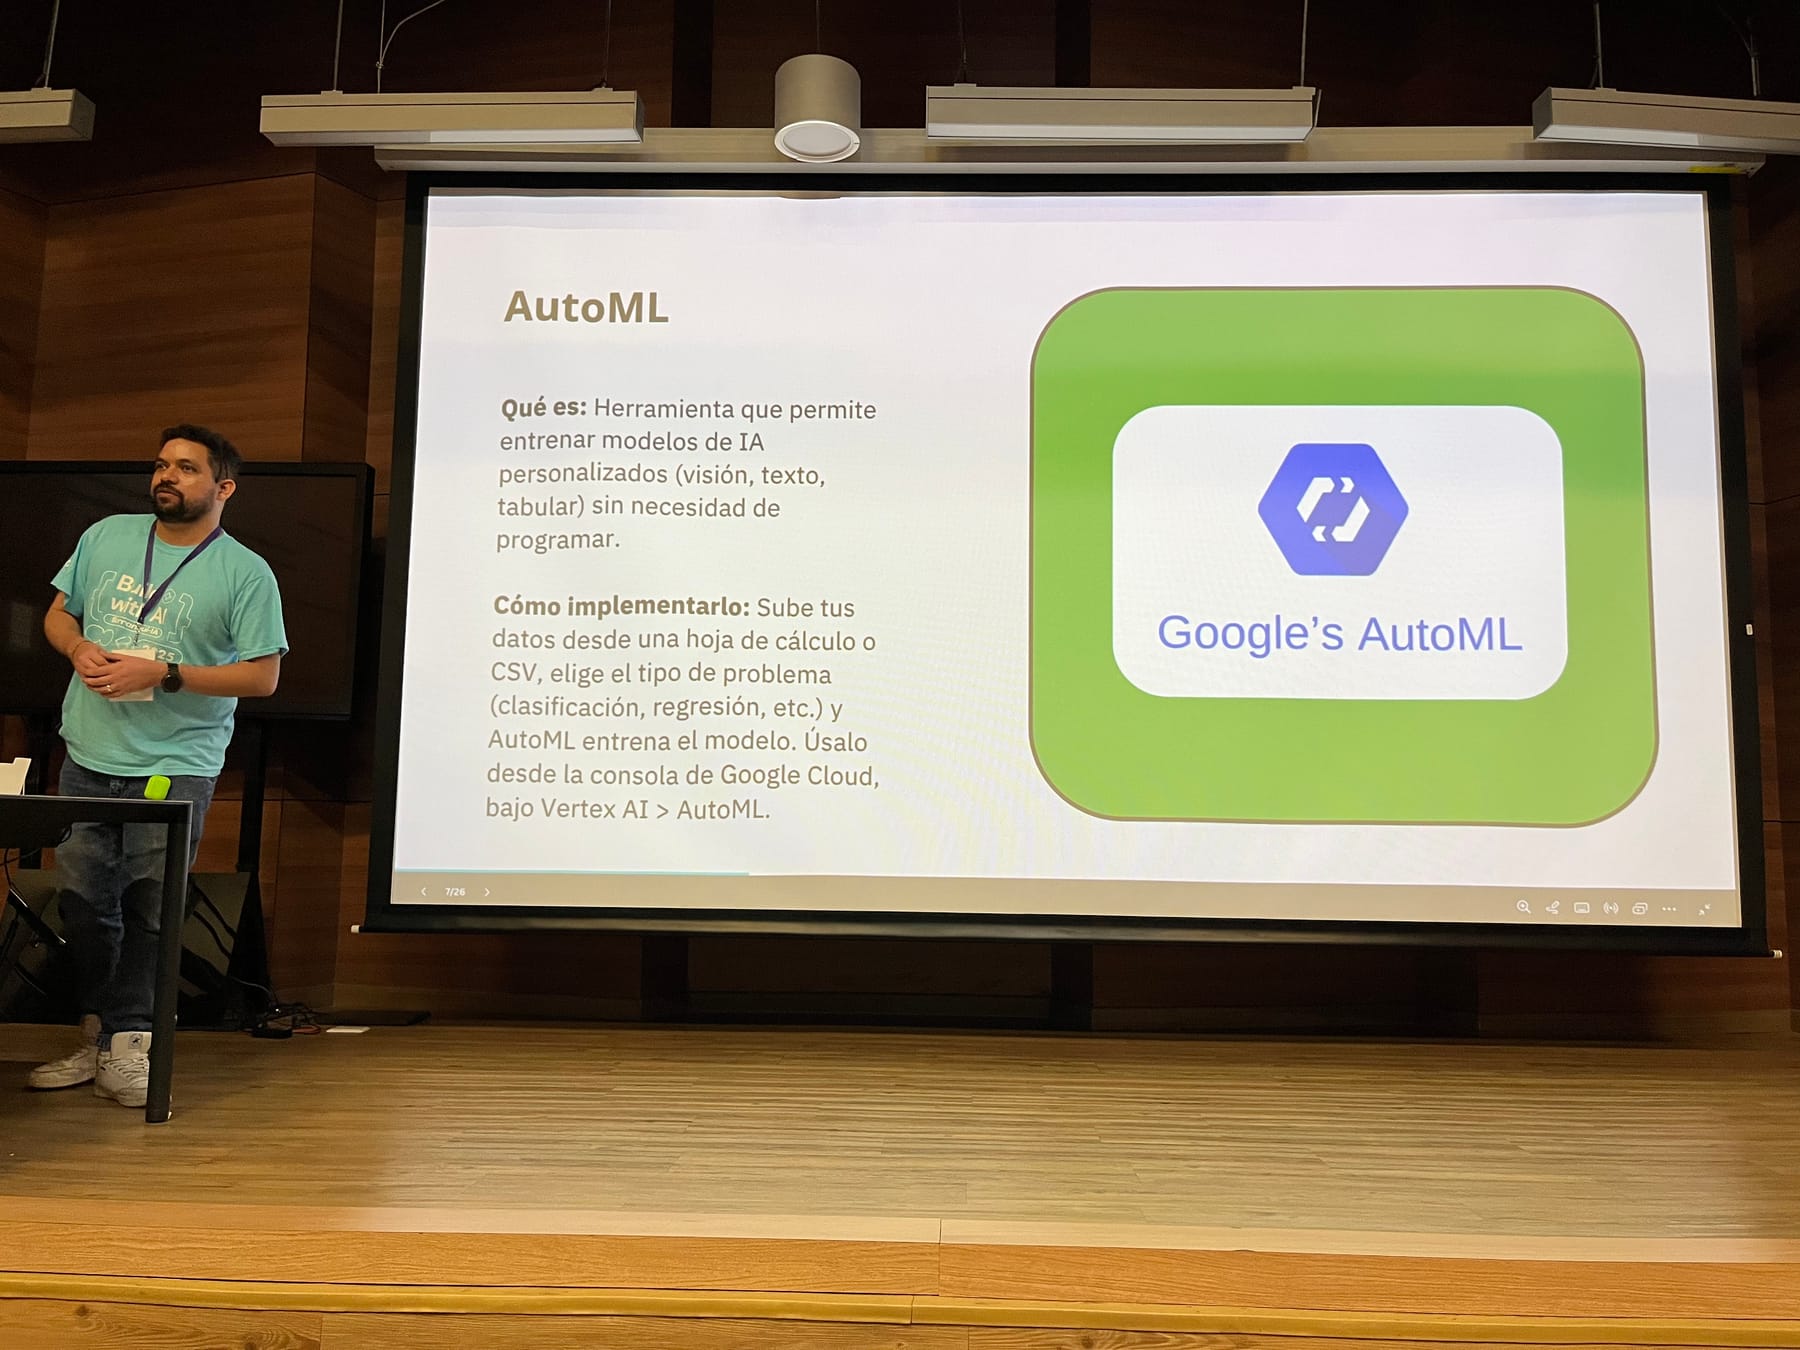 AutoML
Qué es: Herramienta que permite
entrenar modelos de IA
personalizados (visión, texto,
tabular) sin necesidad de
programar.
Cómo implementarlo: Sube tus
datos desde una hoja de cálculo o
CSV, elige el tipo de problema
(clasificación, regresión, etc.) y
AutoML entrena el modelo. Úsalo
desde la consola de Google Cloud,
bajo Vertex AI > AutoML.
Google's AutoML
7/26
with AI